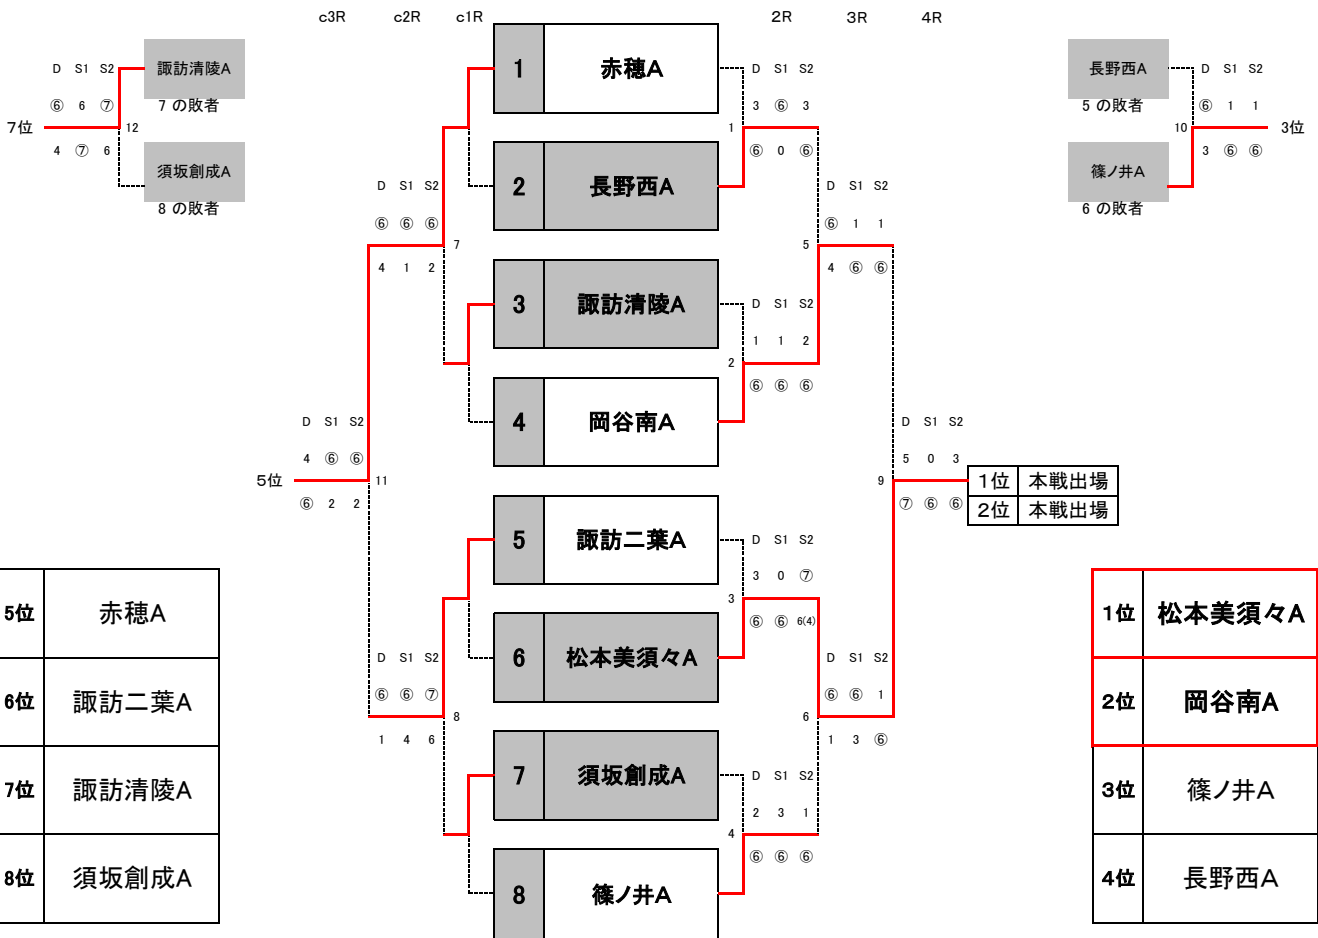 c3R c2R c1R 2R 3R 4R
1 赤穂A
D S1 S2 諏訪清陵A
⑥ 6 ⑦ 7 の敗者
7位 12
4 ⑦ 6
須坂創成A
8 の敗者
D S1 S2
3 ⑥ 3
1
⑥ 0 ⑥
長野西A D S1 S2
5 の敗者 ⑥ 1 1
10 3位
3 ⑥ ⑥
篠ノ井A
6 の敗者
2 長野西A
D S1 S2
⑥ ⑥ ⑥
7
4 1 2
D S1 S2
⑥ 1 1
5
4 ⑥ ⑥
3 諏訪清陵A
D S1 S2
1 1 2
2
⑥ ⑥ ⑥
4 岡谷南A
D S1 S2
4 ⑥ ⑥
5位 11
⑥ 2 2
D S1 S2
5 0 3
9
⑦ ⑥ ⑥
1位 本戦出場
2位 本戦出場
5 諏訪二葉A
D S1 S2
3 0 ⑦
3
⑥ ⑥ 6(4)
6 松本美須々A
D S1 S2
⑥ ⑥ ⑦
8
1 4 6
D S1 S2
⑥ ⑥ 1
6
1 3 ⑥
7 須坂創成A
D S1 S2
2 3 1
4
⑥ ⑥ ⑥
8 篠ノ井A
5位 赤穂A
6位 諏訪二葉A
7位 諏訪清陵A
8位 須坂創成A
1位 松本美須々A
2位 岡谷南A
3位 篠ノ井A
4位 長野西A